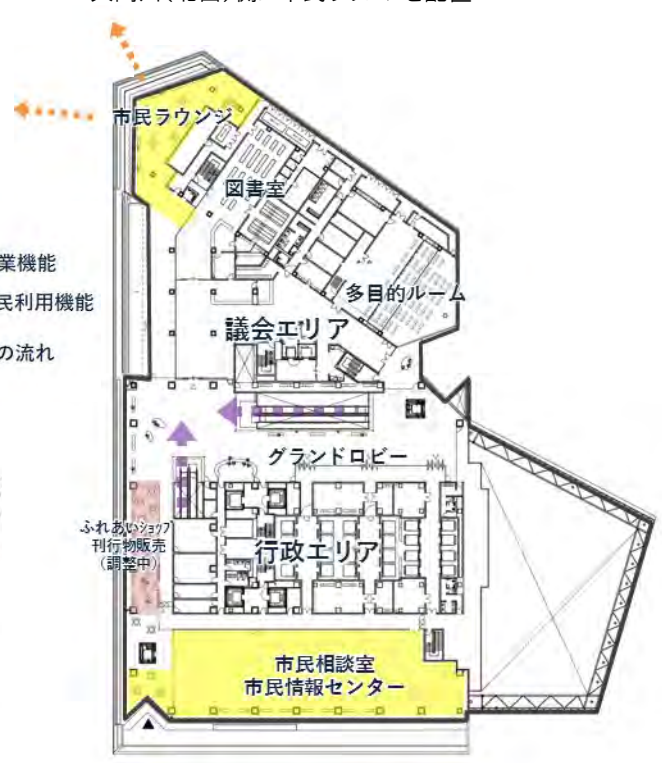 市民ラウンジ
図書室
業機能
民利用機能
の流れ
多目的ルーム
議会エリア
グランドロビー
ふれあいショップ
刊行物販売
(調整中)
行政エリア
市民相談室
市民情報センター